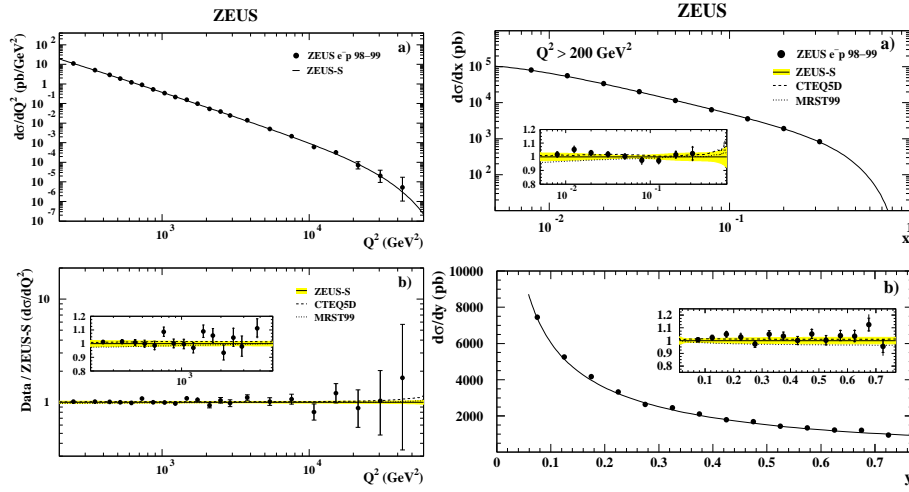 ZEUS
a)
ZEUS e⁻p 98–99
ZEUS-S
dσ/dQ² (pb/GeV²)
10²
10
1
10⁻¹
10⁻²
10⁻³
10⁻⁴
10⁻⁵
10⁻⁶
10⁻⁷
10³ 10⁴
Q² (GeV²)
b)
ZEUS-S
CTEQ5D
MRST99
Data / ZEUS-S (dσ/dQ²)
10
1
1.2
1.1
1
0.9
0.8
10³
10³ 10⁴
Q² (GeV²)
ZEUS
Q² > 200 GeV²
a)
ZEUS e⁻p 98–99
ZEUS-S
CTEQ5D
MRST99
dσ/dx (pb)
10⁵
10⁴
10³
10²
1.2
1.1
1
0.9
0.8
10⁻² 10⁻¹
10⁻² 10⁻¹ 1
x
b)
dσ/dy (pb)
10000
8000
6000
4000
2000
1.2
1.1
1
0.9
0.8
0.1 0.2 0.3 0.4 0.5 0.6 0.7
0 0.1 0.2 0.3 0.4 0.5 0.6 0.7
y